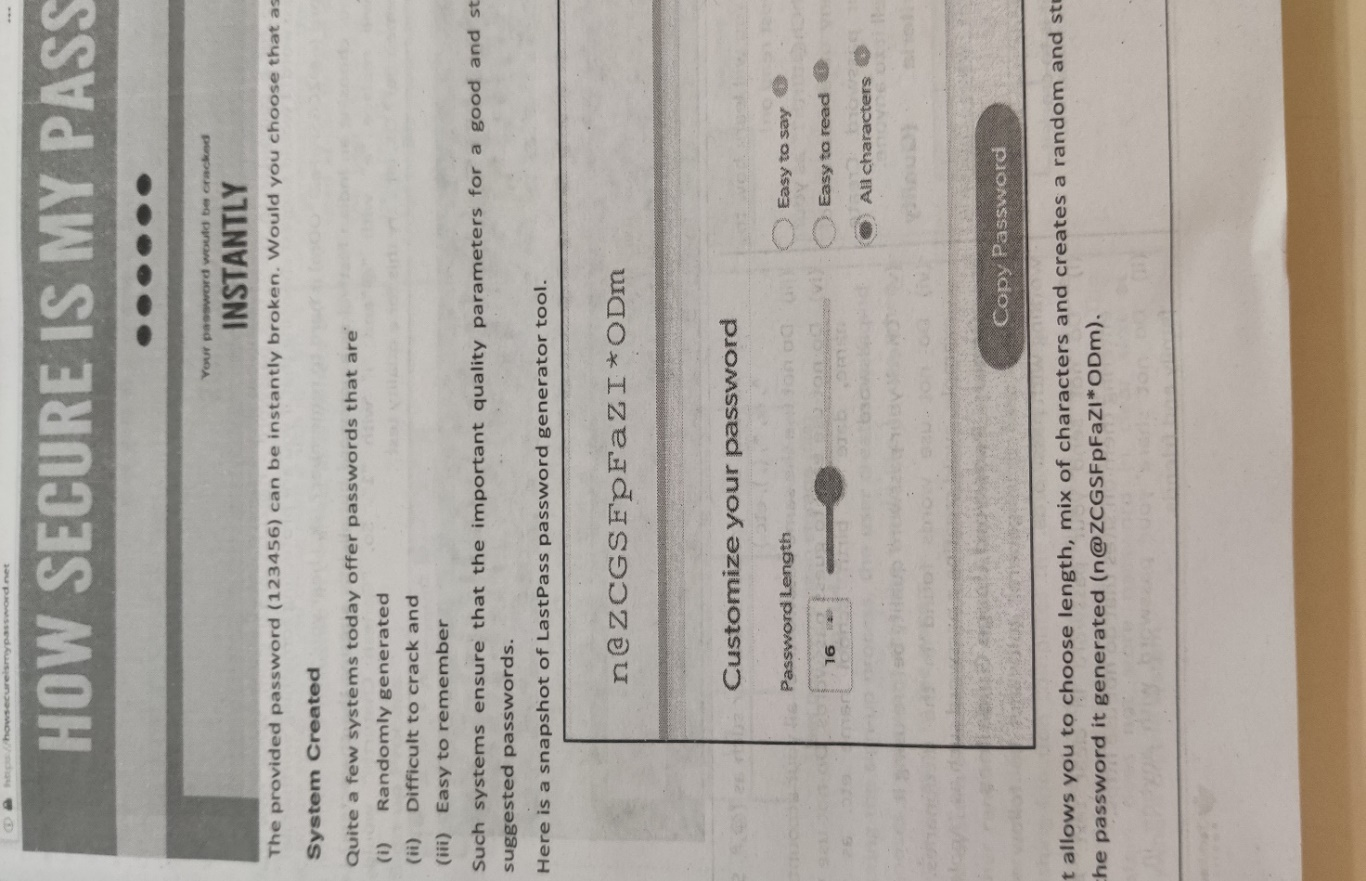 https://howsecureismypassword.net
HOW SECURE IS MY PASS
Your password would be cracked
INSTANTLY
The provided password (123456) can be instantly broken. Would you choose that as
System Created
Quite a few systems today offer passwords that are
(i) Randomly generated
(ii) Difficult to crack and
(iii) Easy to remember
Such systems ensure that the important quality parameters for a good and st
suggested passwords.
Here is a snapshot of LastPass password generator tool.
n@ZCGSFpFaZI*ODm
Customize your password
Password Length
16
Easy to say
Easy to read
All characters
Copy Password
t allows you to choose length, mix of characters and creates a random and str
he password it generated (n@ZCGSFpFaZI*ODm).